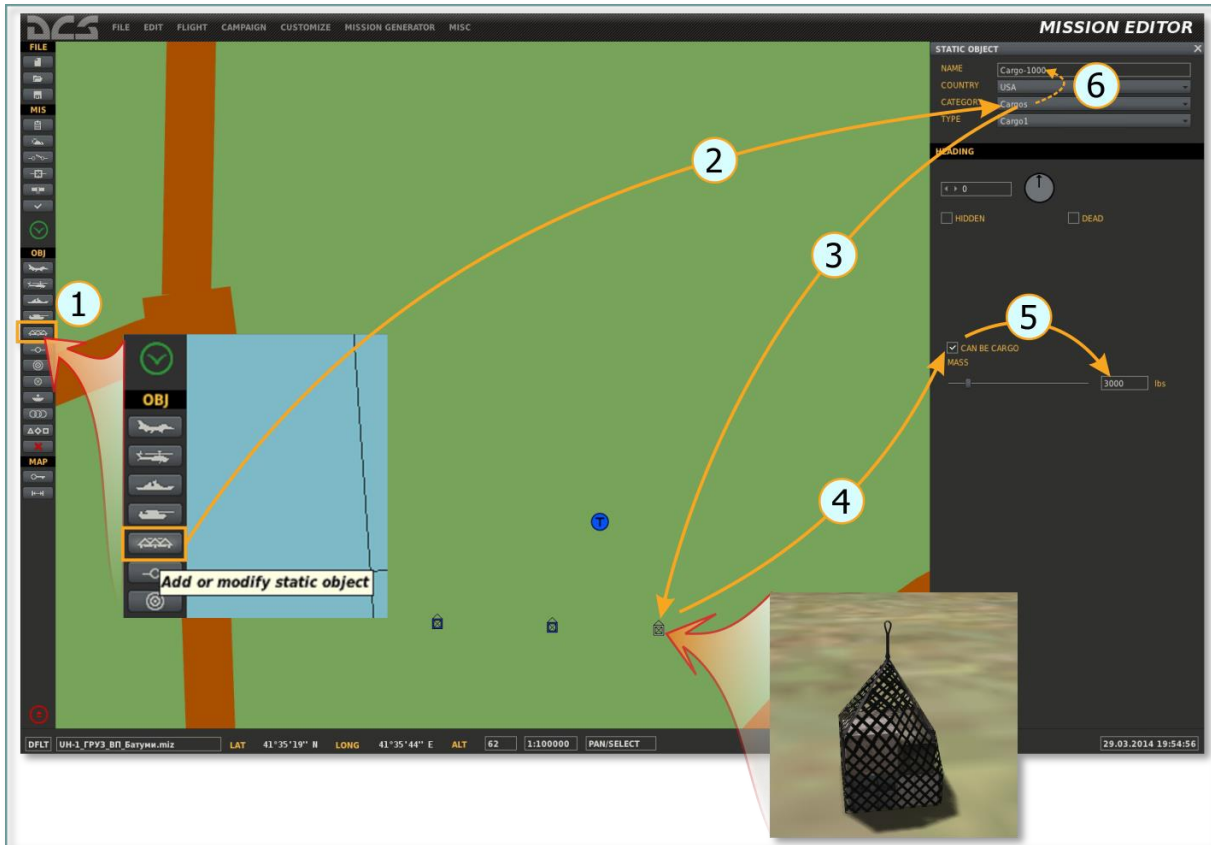 DCS FILE EDIT FLIGHT CAMPAIGN CUSTOMIZE MISSION GENERATOR MISC MISSION EDITOR
FILE
MIS
OBJ
MAP
1
OBJ
Add or modify static object
2
3
4
5
6
T
STATIC OBJECT X
NAME Cargo-1000
COUNTRY USA
CATEGORY Cargos
TYPE Cargo1
HEADING
0
HIDDEN DEAD
CAN BE CARGO
MASS
3000 lbs
DFLT UH-1_ГРУЗ_ВП_Батуми.miz LAT 41°35'19'' N LONG 41°35'44'' E ALT 62 1:100000 PAN/SELECT 29.03.2014 19:54:56